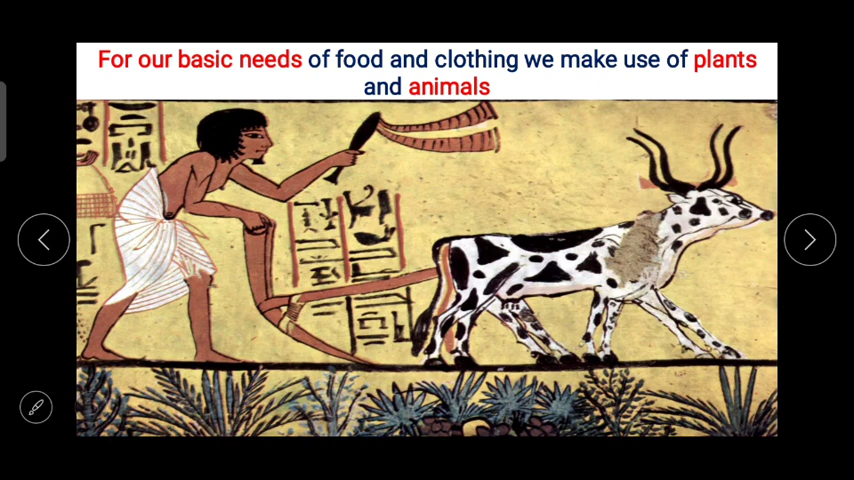 For our basic needs of food and clothing we make use of plants
and animals